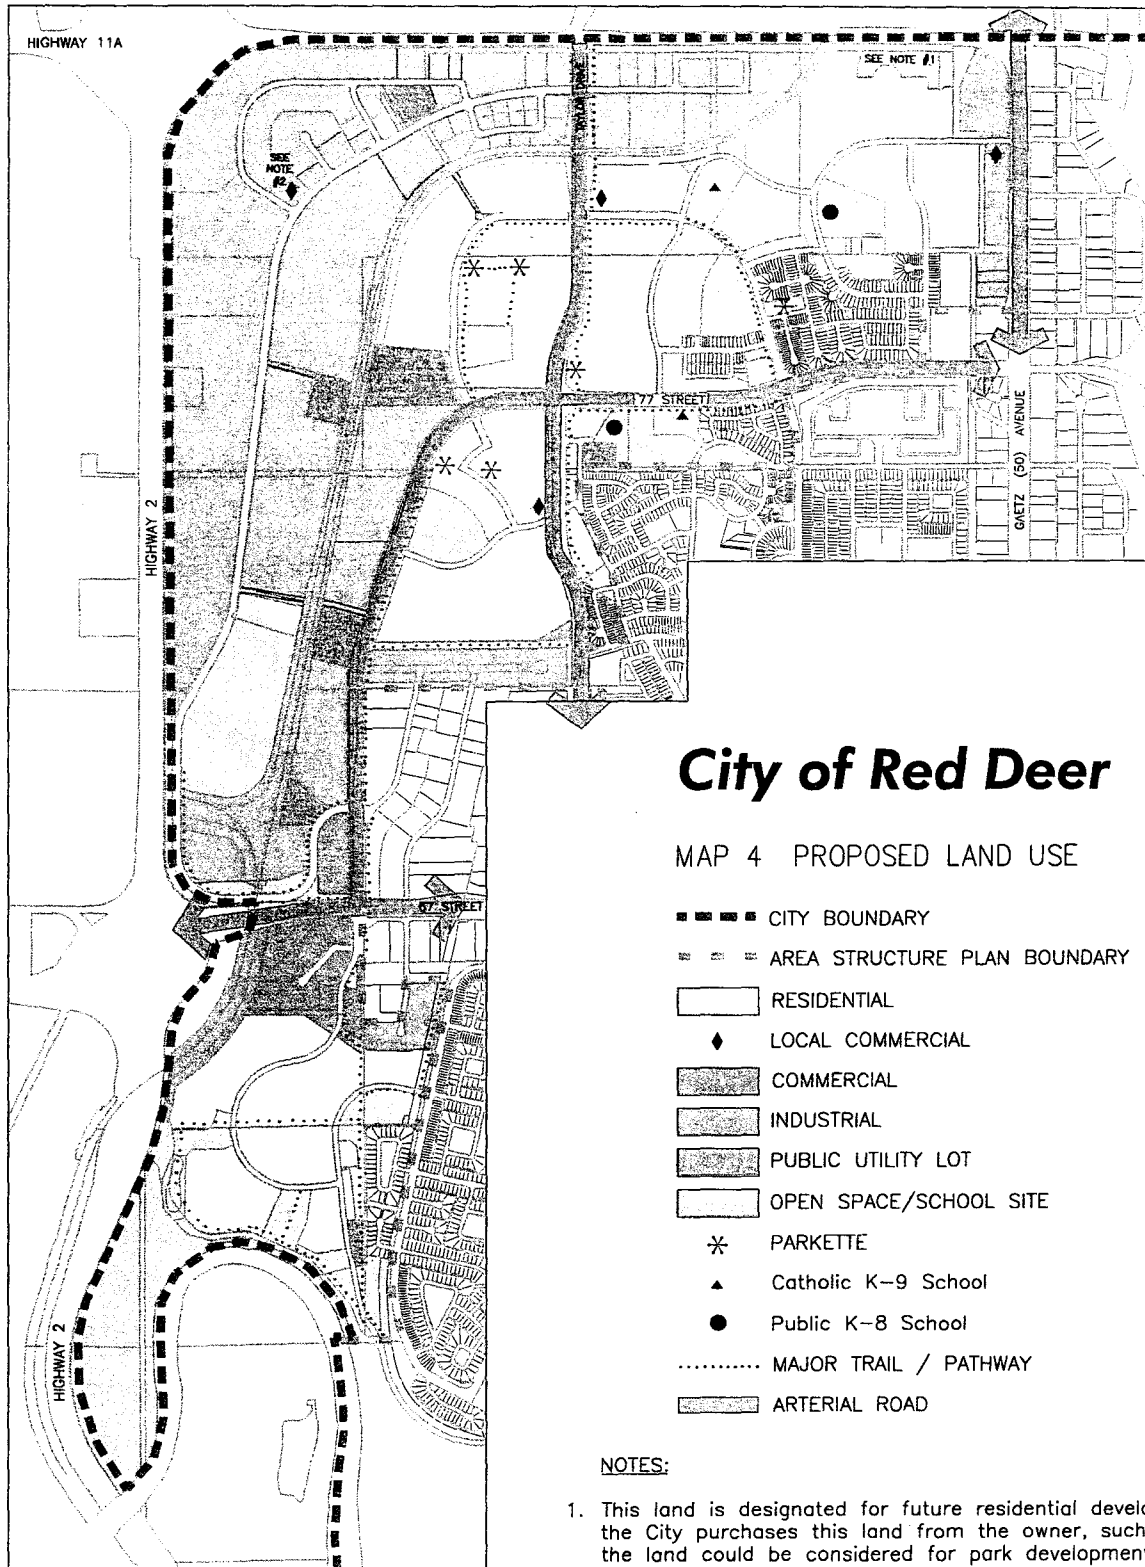 HIGHWAY 11A
SEE NOTE #1
TAYLOR DRIVE
SEE
NOTE
#2
77 STREET
GAETZ (50) AVENUE
HIGHWAY 2
67 STREET
HIGHWAY 2
City of Red Deer
MAP 4 PROPOSED LAND USE
CITY BOUNDARY
AREA STRUCTURE PLAN BOUNDARY
RESIDENTIAL
LOCAL COMMERCIAL
COMMERCIAL
INDUSTRIAL
PUBLIC UTILITY LOT
OPEN SPACE/SCHOOL SITE
PARKETTE
Catholic K-9 School
Public K-8 School
MAJOR TRAIL / PATHWAY
ARTERIAL ROAD
NOTES:
1. This land is designated for future residential devel
the City purchases this land from the owner, such
the land could be considered for park development